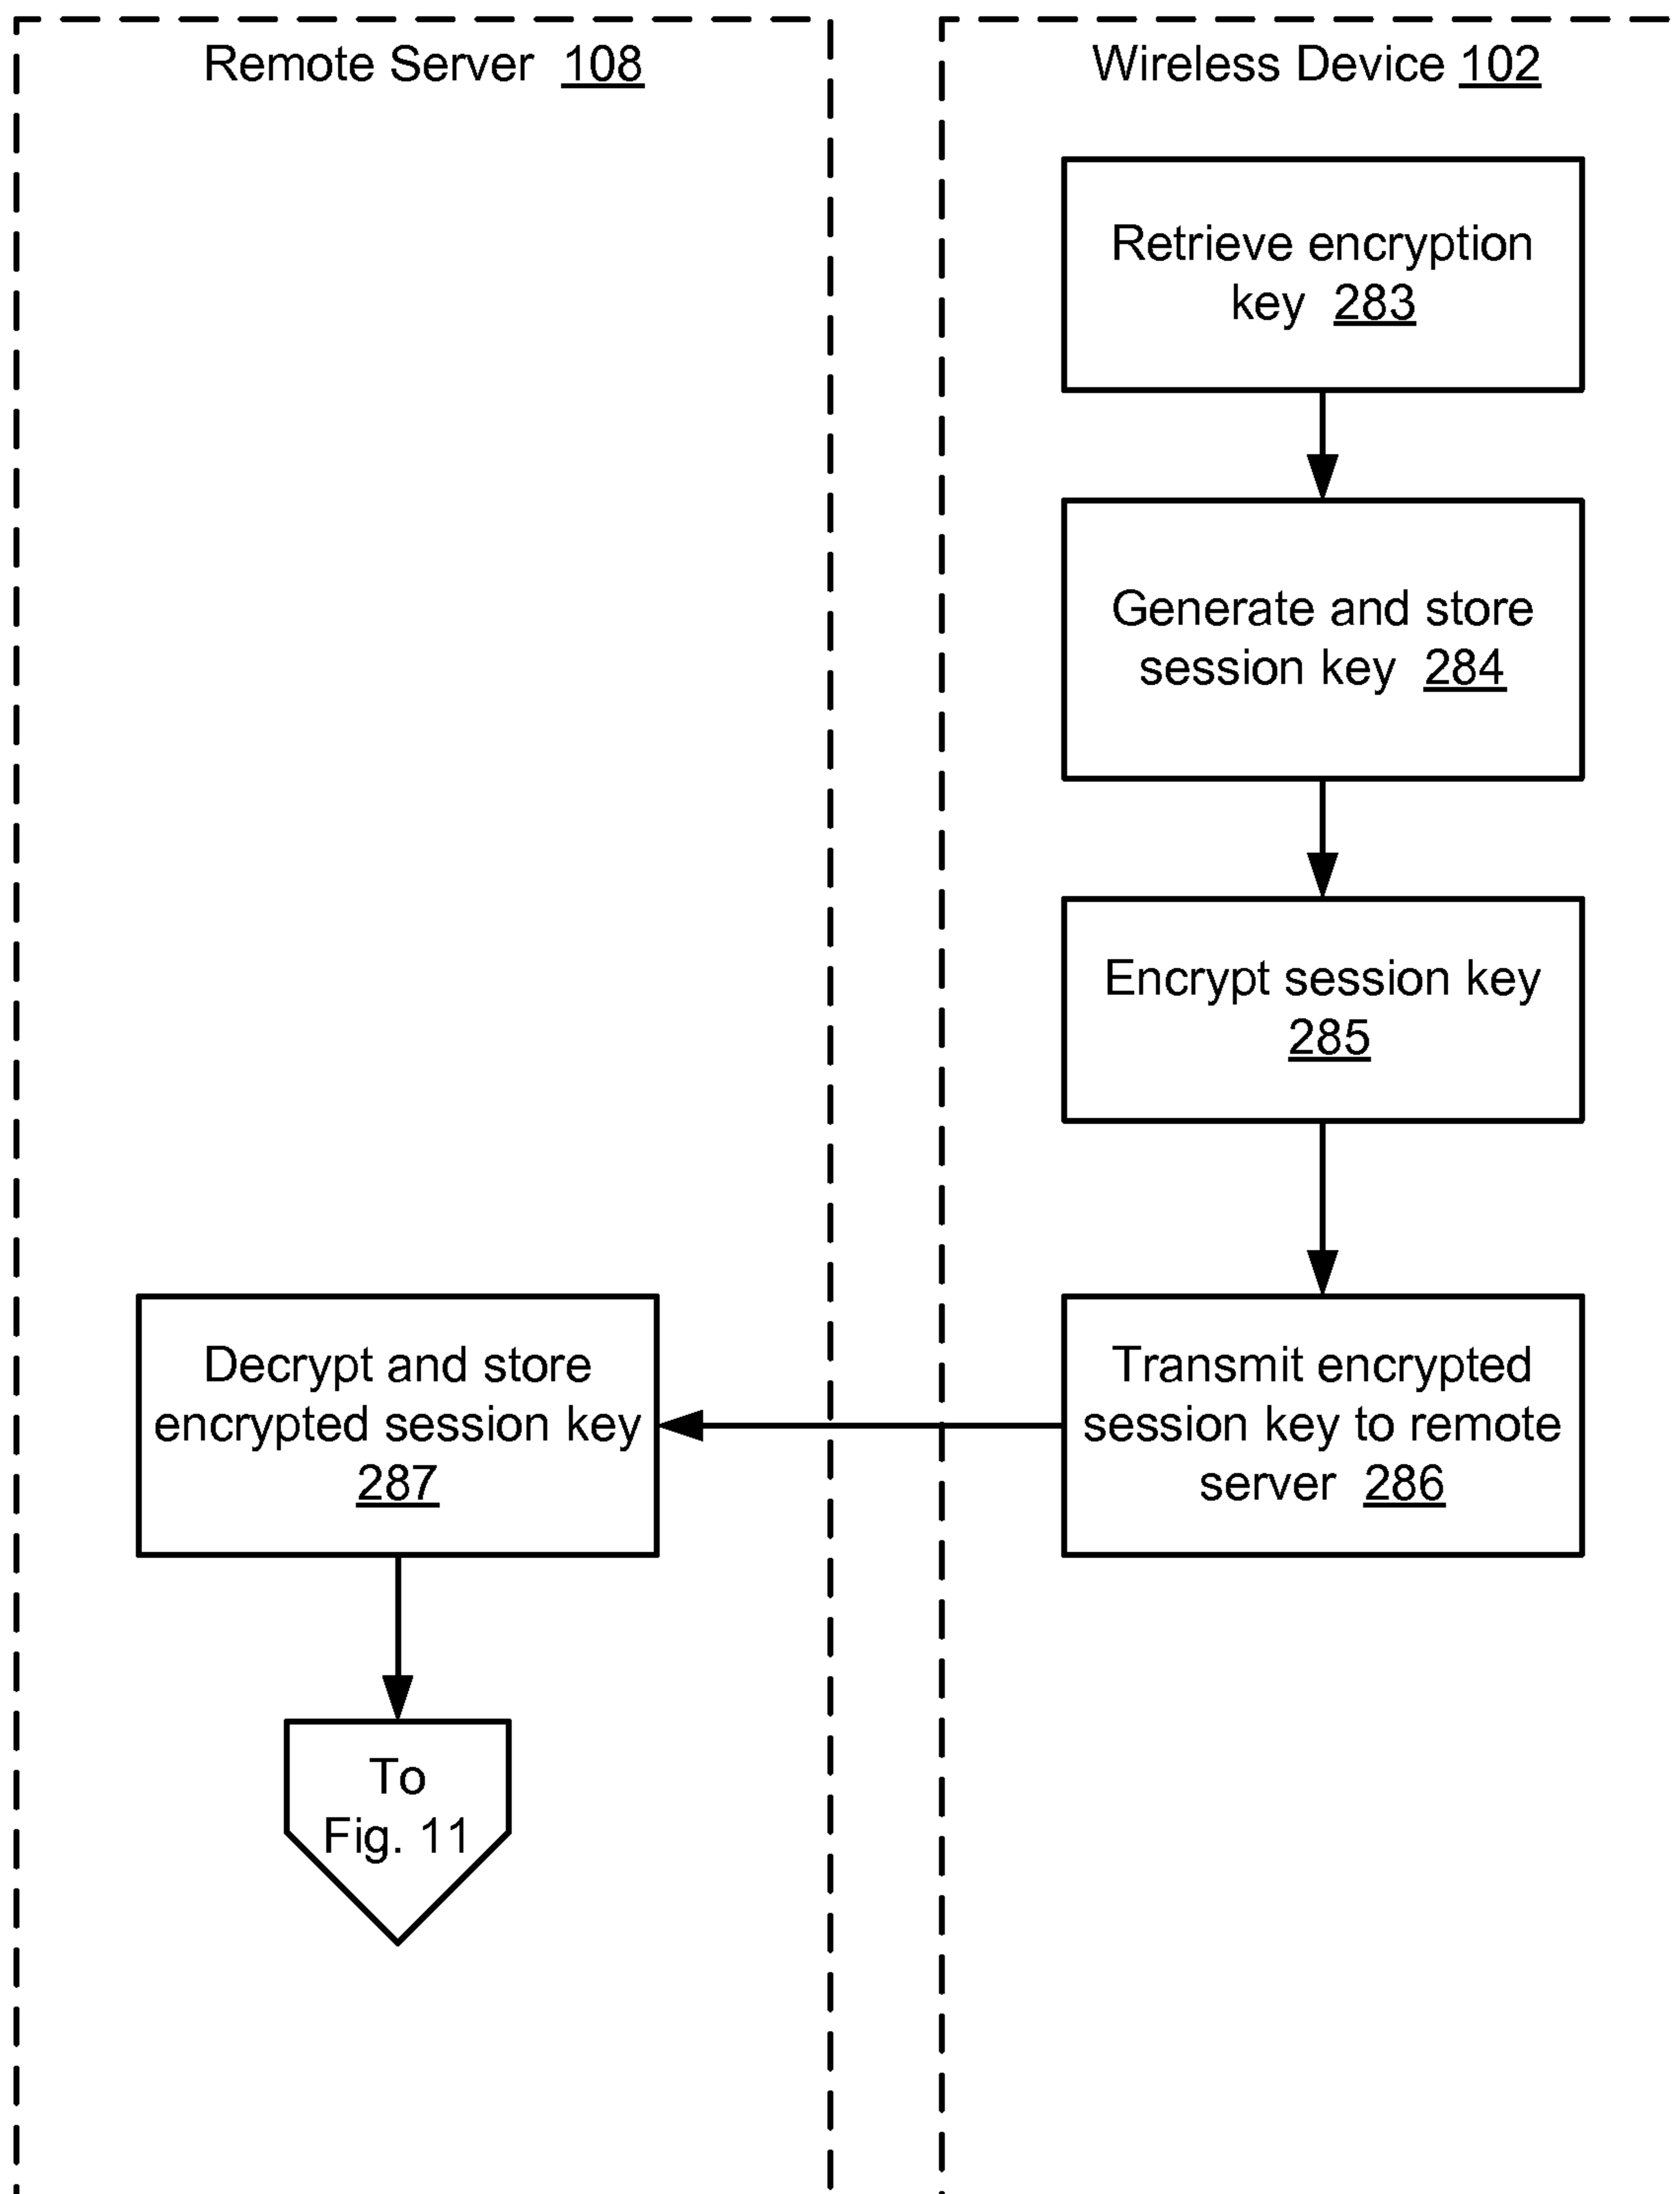 Remote Server 108
Wireless Device 102
Retrieve encryption
key 283
Generate and store
session key 284
Encrypt session key
285
Transmit encrypted
session key to remote
server 286
Decrypt and store
encrypted session key
287
To
Fig. 11